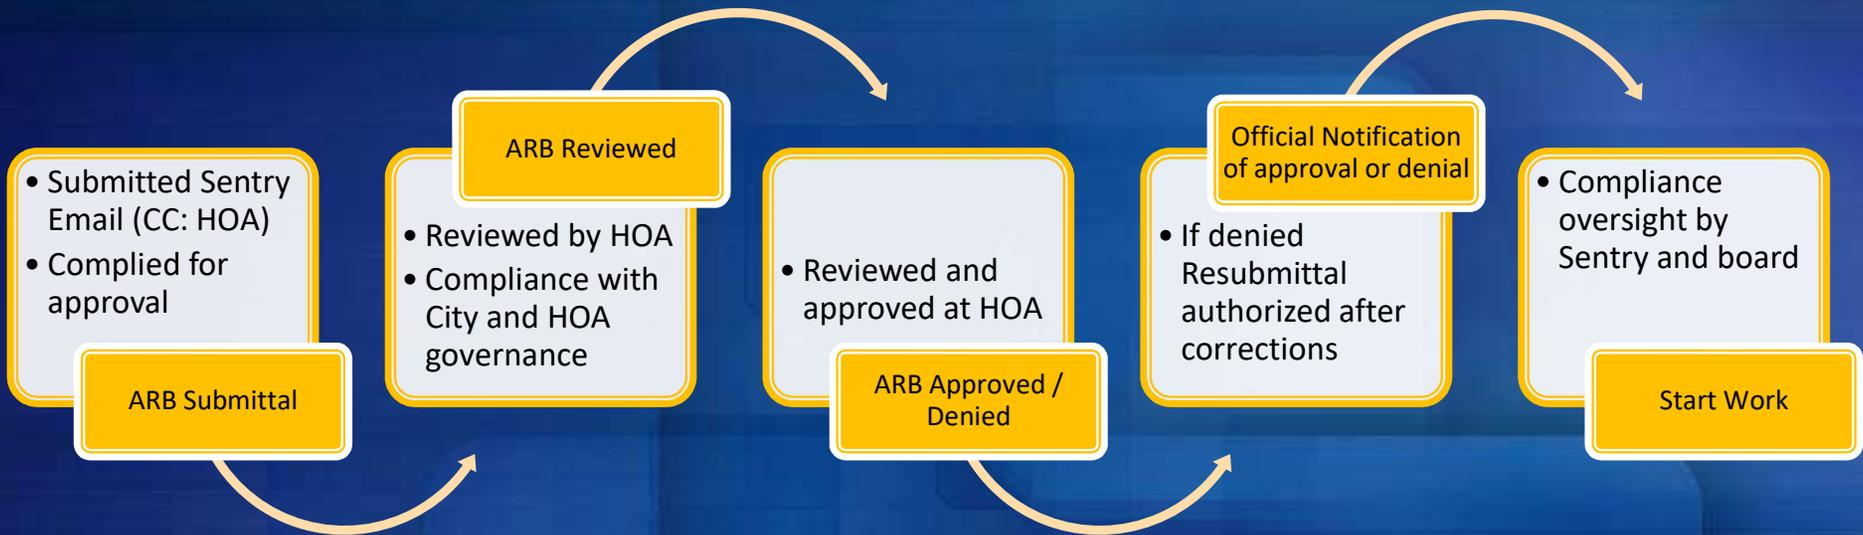 • Submitted Sentry
Email (CC: HOA)
• Complied for
approval
ARB Submittal
ARB Reviewed
• Reviewed by HOA
• Compliance with
City and HOA
governance
• Reviewed and
approved at HOA
ARB Approved /
Denied
Official Notification
of approval or denial
• If denied
Resubmittal
authorized after
corrections
• Compliance
oversight by
Sentry and board
Start Work